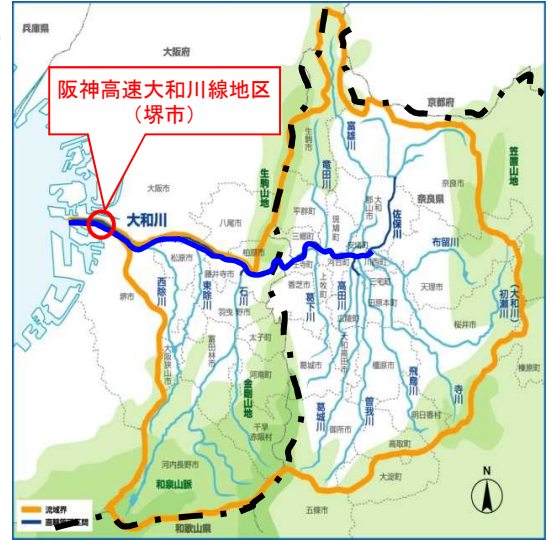 兵庫県
大阪府
阪神高速大和川線地区
（堺市）
京都府
生駒市
富雄川
笠置山地
竜田川
生駒山地
奈良市
大阪市
平群町
斑鳩町
大和郡山市
佐保川
奈良県
大和川
八尾市
三郷町
安堵町
布留川
柏原市
王寺町
河合町
川西町
松原市
藤井寺市
三宅町
天理市
西除川
東除川
石川
香芝市
上牧町
高田川
田原本町
（大和川）
初瀬川
堺市
羽曳野市
葛下川
広陵町
太子町
桜井市
富田林市
大和高田市
榛原町
大阪狭山市
河南町
葛城市
橿原市
飛鳥川
寺川
金剛山地
千早
赤阪村
葛城川
曽我川
明日香村
御所市
高取町
河内長野市
大淀町
和泉山脈
五條市
和歌山県
N
流域界